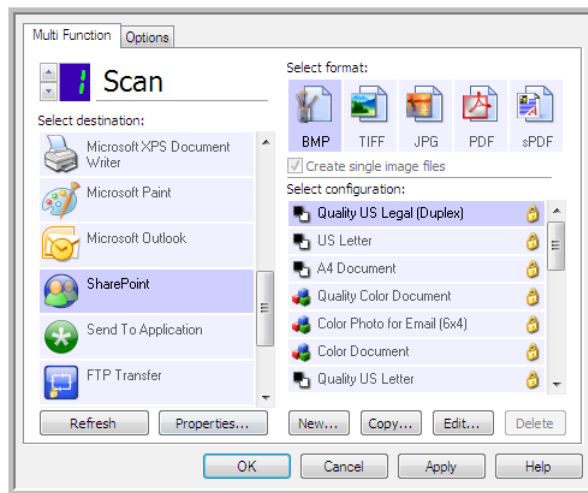 Multi Function
Options
1 Scan
Select destination:
Microsoft XPS Document
Writer
Microsoft Paint
Microsoft Outlook
SharePoint
Send To Application
FTP Transfer
Refresh
Properties...
Select format:
BMP
TIFF
JPG
PDF
sPDF
Create single image files
Select configuration:
Quality US Legal (Duplex)
US Letter
A4 Document
Quality Color Document
Color Photo for Email (6x4)
Color Document
Quality US Letter
New...
Copy...
Edit...
Delete
OK
Cancel
Apply
Help